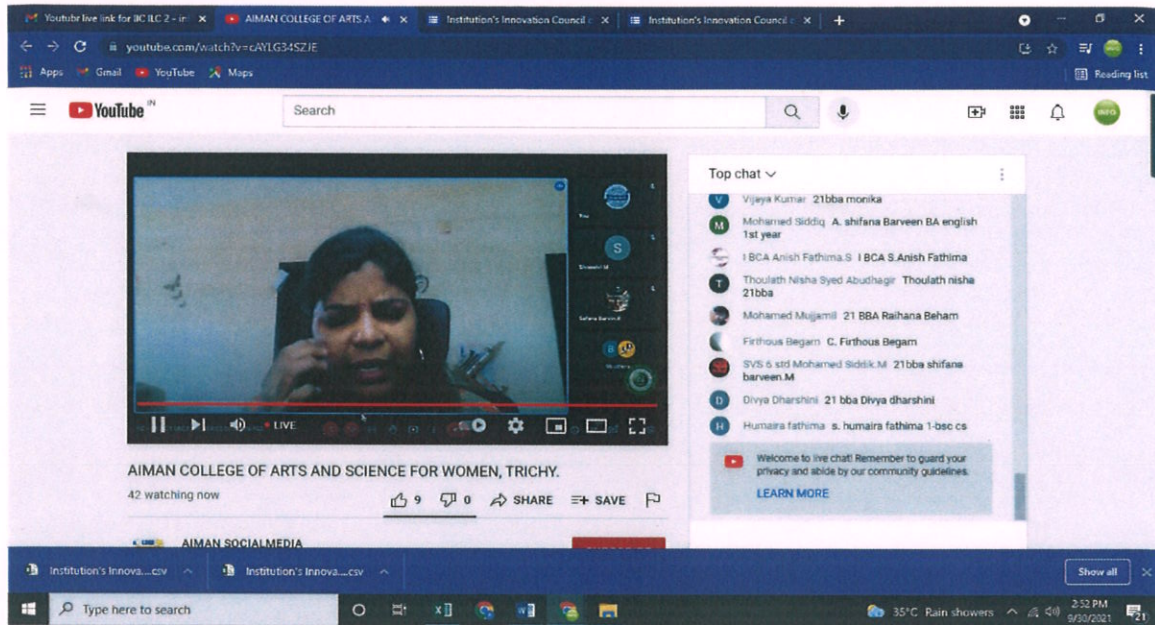 Youtubr live link for IIC ILC 2 - in
AIMAN COLLEGE OF ARTS A
Institution's Innovation Council c
Institution's Innovation Council c
youtube.com/watch?v=cAYLG34SZJE
Apps Gmail YouTube Maps
Reading list
YouTube IN
Search
INFO
Top chat
Vijaya Kumar 21bba monika
Mohamed Siddiq A. shifana Barveen BA english
1st year
I BCA Anish Fathima.S I BCA S.Anish Fathima
Thoulath Nisha Syed Abudhagir Thoulath nisha
21bba
Mohamed Mujjamil 21 BBA Raihana Beham
Firthous Begam C. Firthous Begam
SVS 6 std Mohamed Siddik.M 21bba shifana
barveen.M
Divya Dharshini 21 bba Divya dharshini
Humaira fathima s. humaira fathima 1-bsc cs
Welcome to live chat! Remember to guard your
privacy and abide by our community guidelines.
LEARN MORE
You
S
B
LIVE
AIMAN COLLEGE OF ARTS AND SCIENCE FOR WOMEN, TRICHY.
42 watching now
9 0 SHARE SAVE
AIMAN SOCIALMEDIA
Institution's Innova....csv
Institution's Innova....csv
Show all
Type here to search
35°C Rain showers
2:52 PM
9/30/2021
21